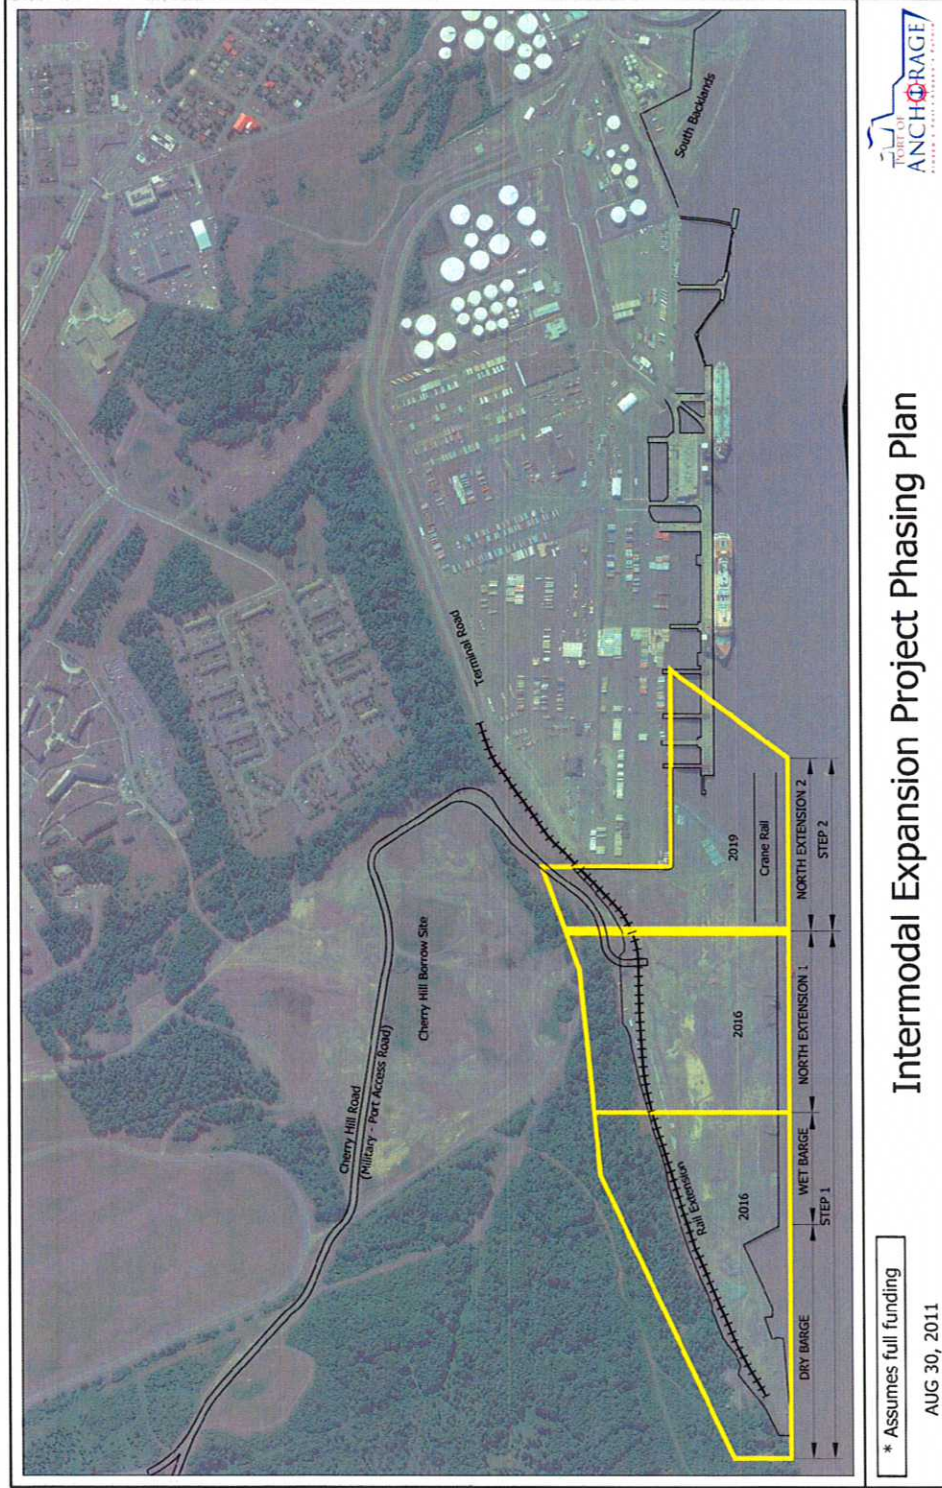 South Backlands
Terminal Road
Cherry Hill Road
(Military - Port Access Road)
Cherry Hill Borrow Site
Rail Extension
2016
2016
2019
Crane Rail
DRY BARGE
WET BARGE
NORTH EXTENSION 1
NORTH EXTENSION 2
STEP 1
STEP 2
* Assumes full funding
AUG 30, 2011
Intermodal Expansion Project Phasing Plan
PORT OF
ANCHORAGE